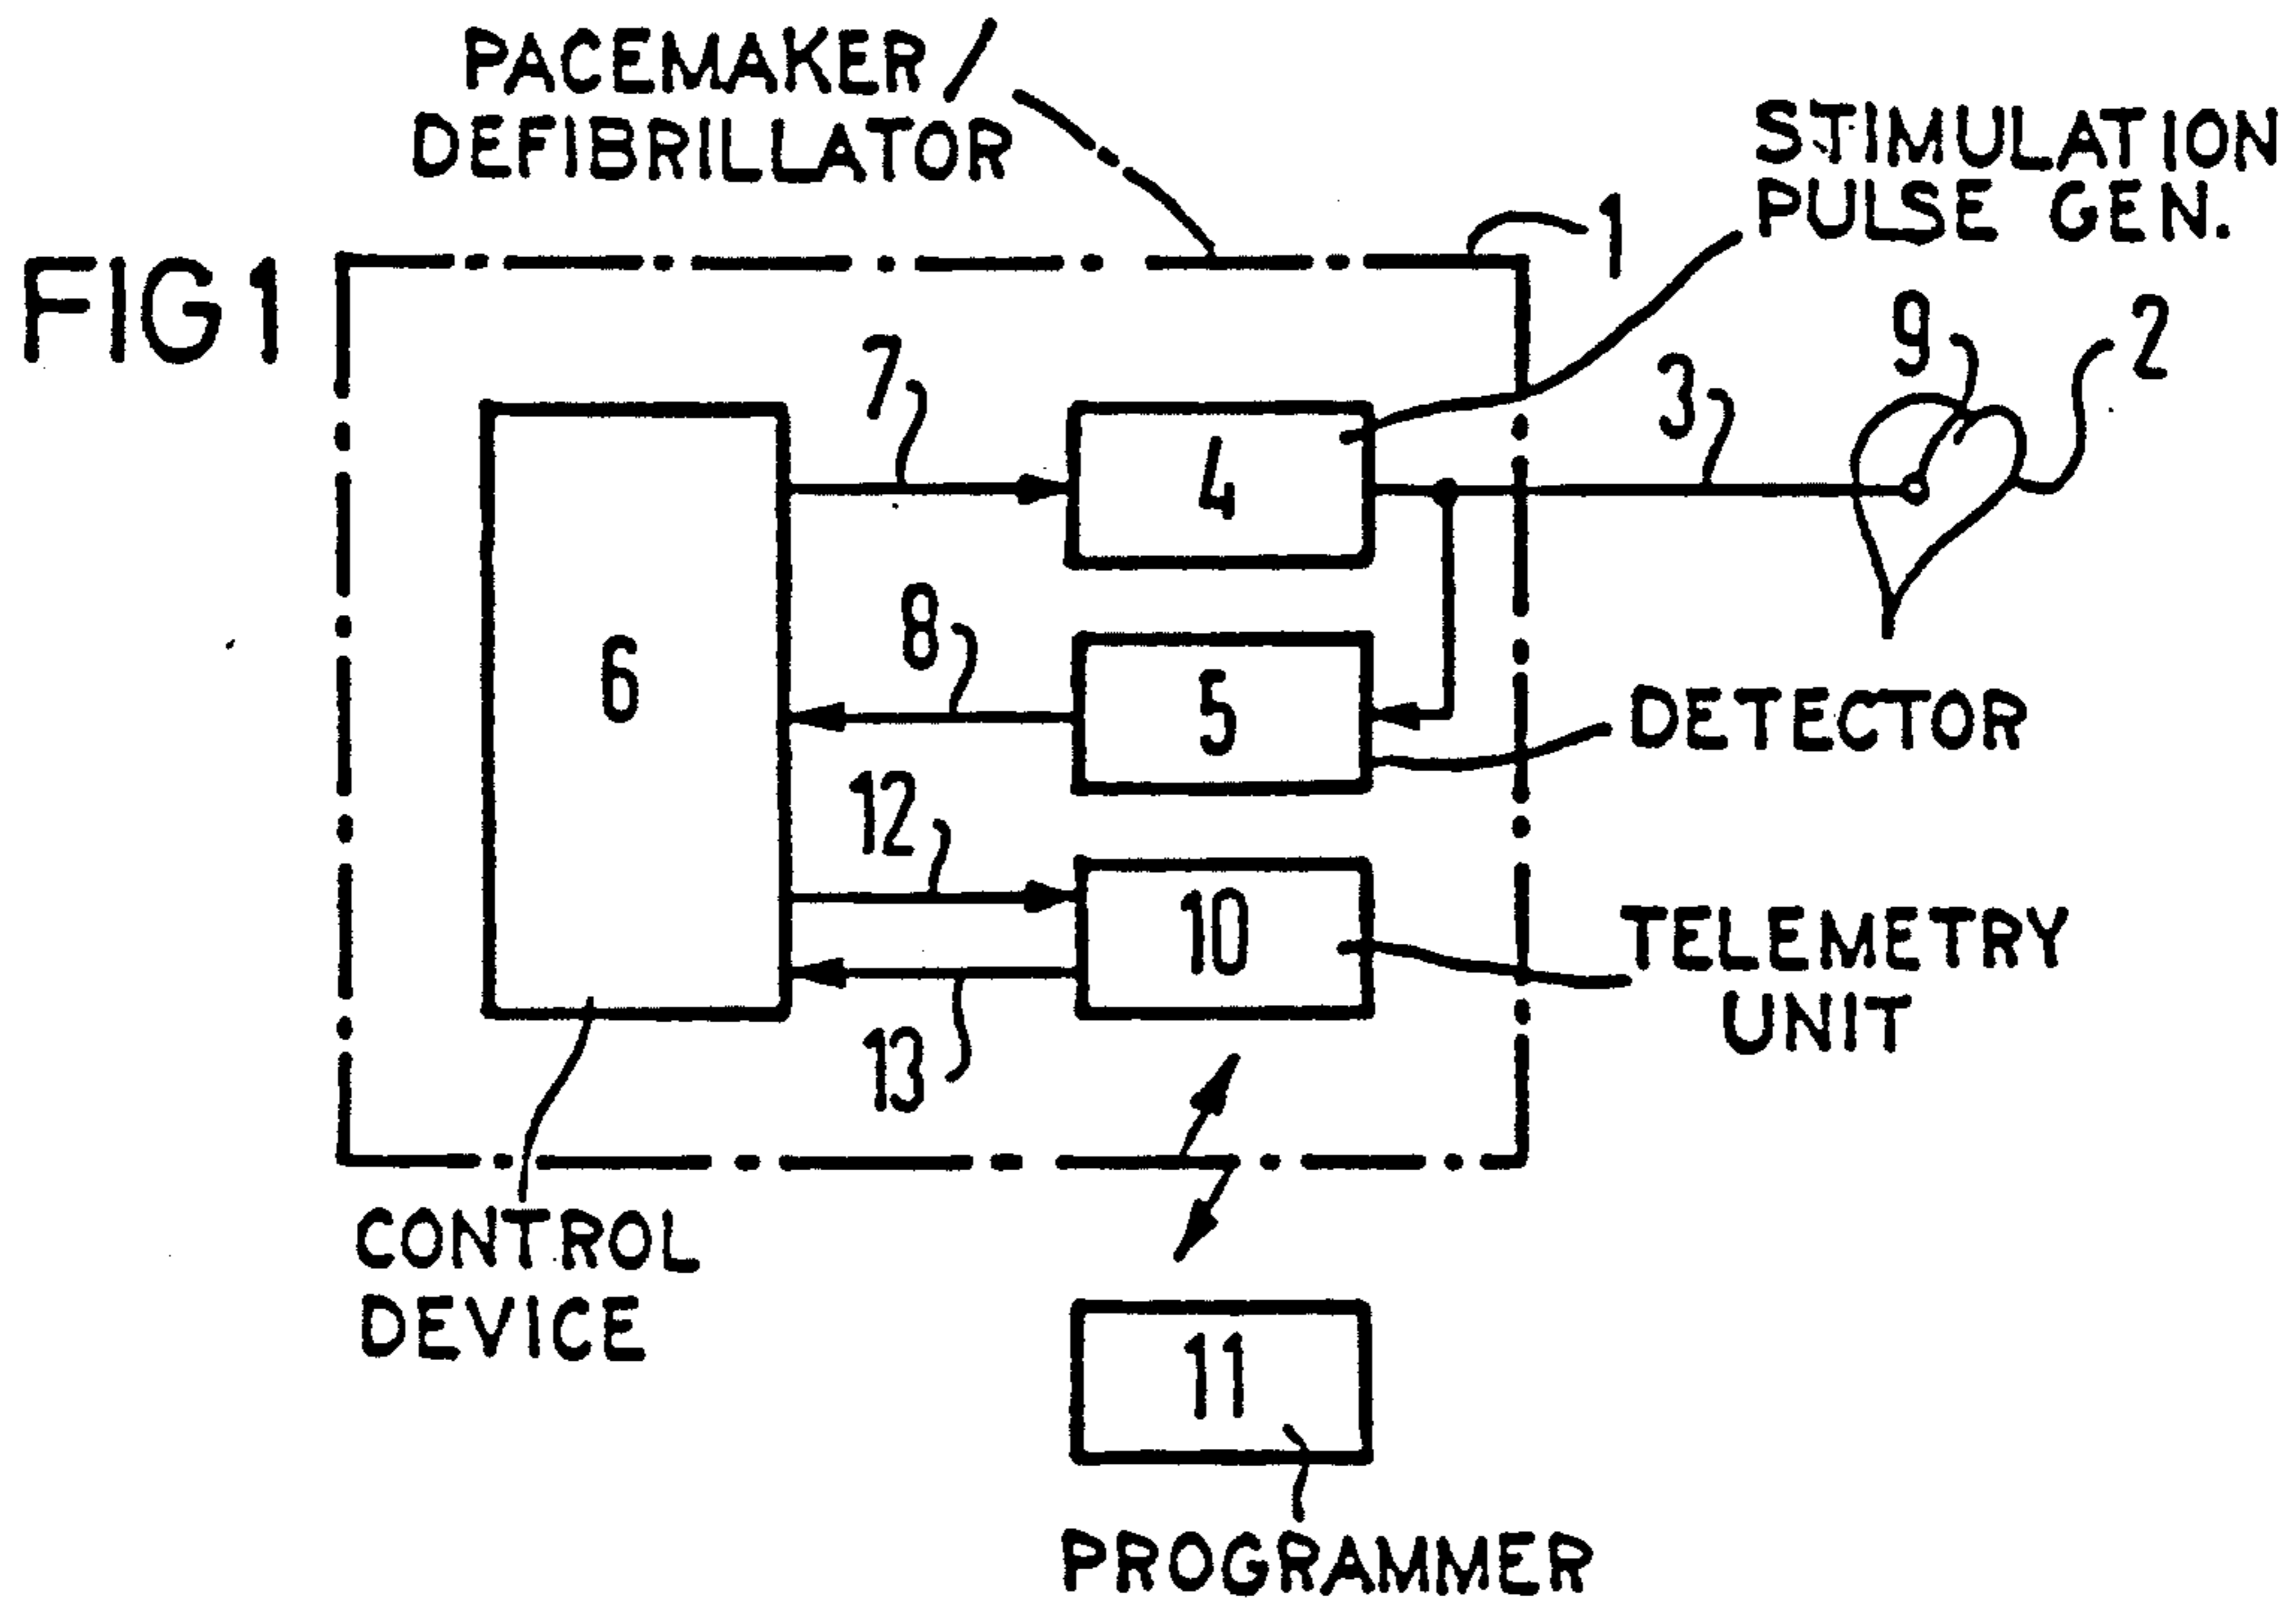 PACEMAKER/
DEFIBRILLATOR
STIMULATION
PULSE GEN.
1
FIG 1
9
2
7
3
4
8
6
5
DETECTOR
12
10
TELEMETRY
UNIT
13
CONTROL
DEVICE
11
PROGRAMMER